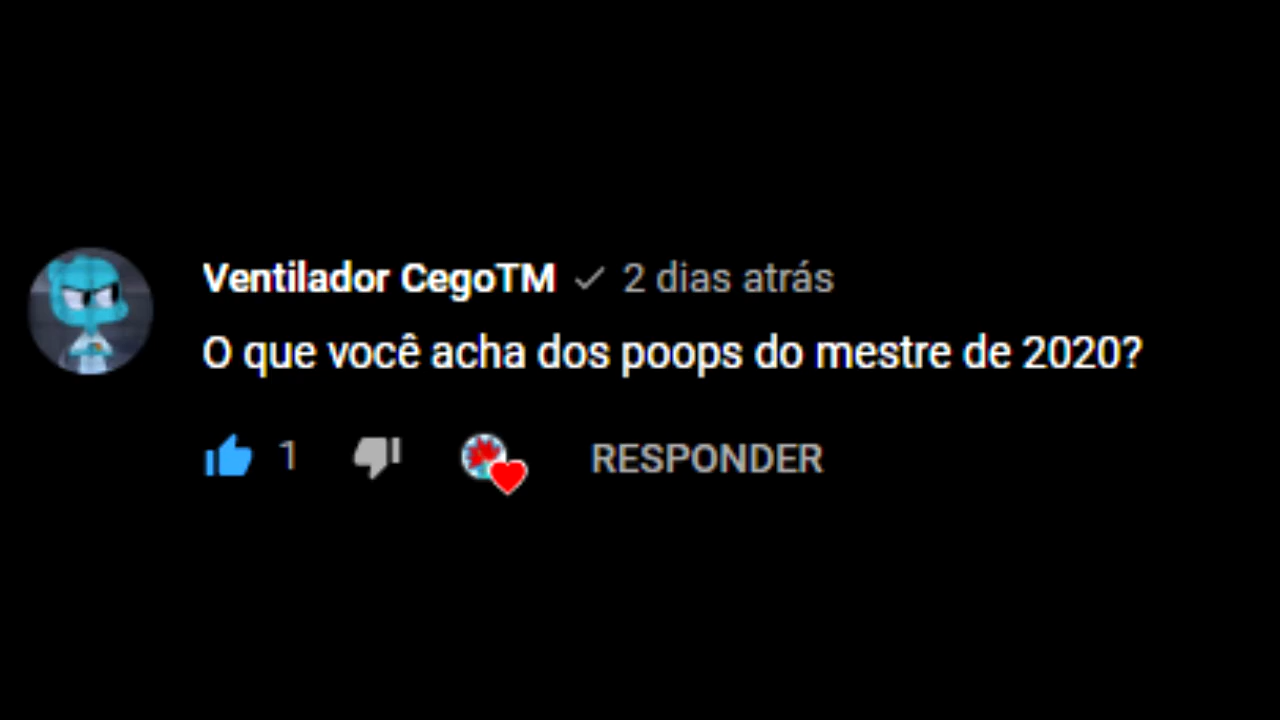 Ventilador CegoTM ✓ 2 dias atrás
O que você acha dos poops do mestre de 2020?
1 RESPONDER